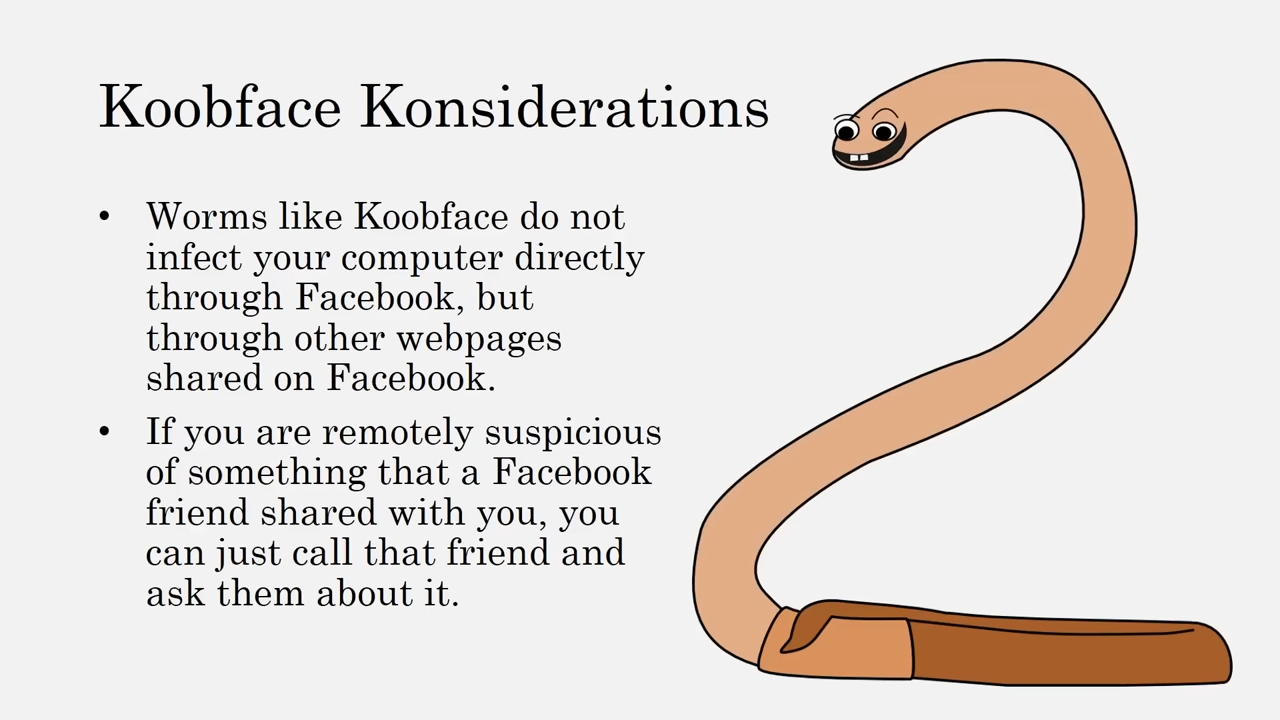 Koobface Konsiderations
• Worms like Koobface do not
infect your computer directly
through Facebook, but
through other webpages
shared on Facebook.
• If you are remotely suspicious
of something that a Facebook
friend shared with you, you
can just call that friend and
ask them about it.